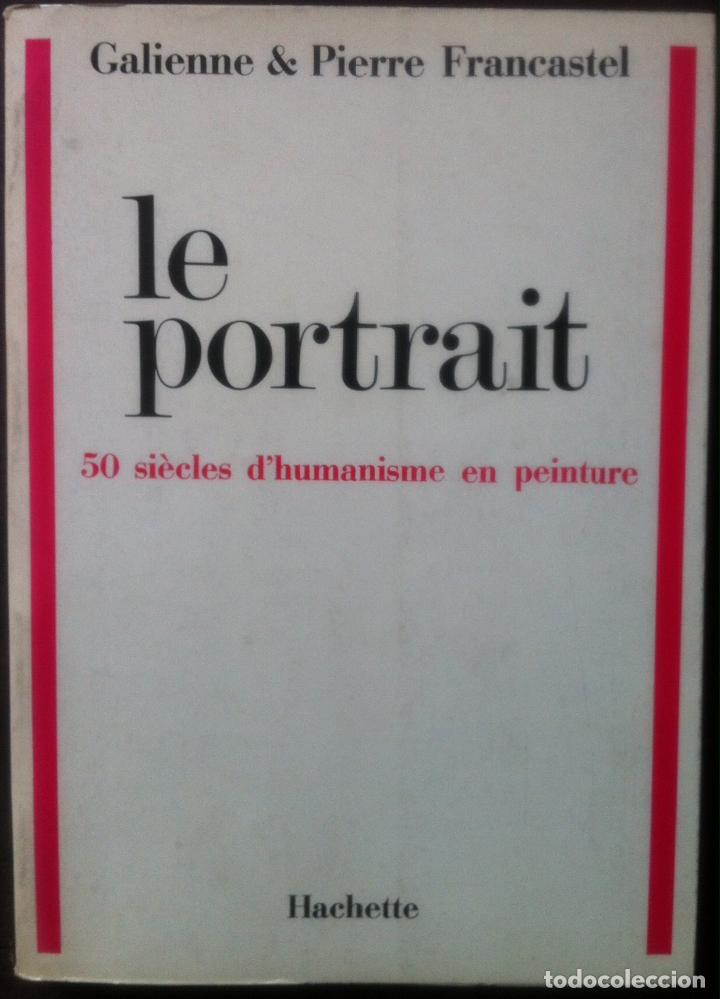 Galienne & Pierre Francastel
le
portrait
50 siècles d'humanisme en peinture
Hachette
todocoleccion